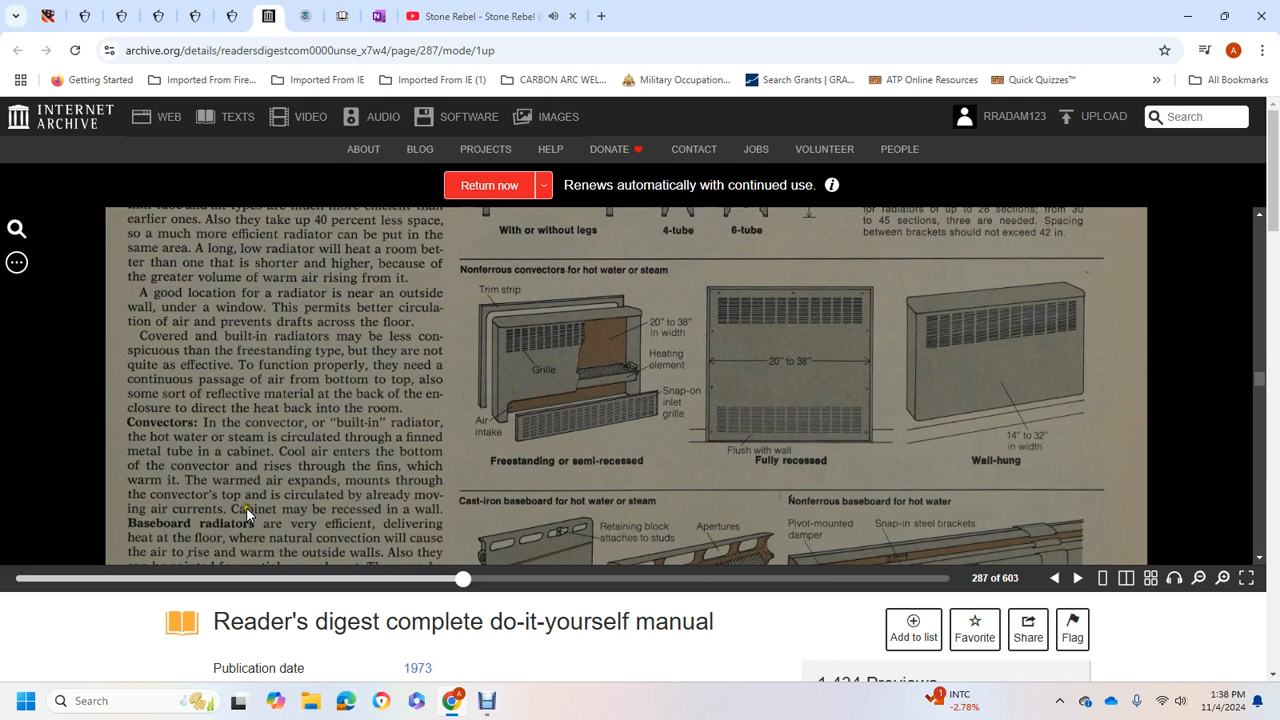 Stone Rebel - Stone Rebel (
archive.org/details/readersdigestcom0000unse_x7w4/page/287/mode/1up
A
Getting Started
Imported From Fire...
Imported From IE
Imported From IE (1)
CARBON ARC WEL...
Military Occupation...
Search Grants | GRA...
ATP Online Resources
Quick Quizzes™
All Bookmarks
INTERNET
ARCHIVE
WEB
TEXTS
VIDEO
AUDIO
SOFTWARE
IMAGES
RRADAM123
UPLOAD
Search
ABOUT
BLOG
PROJECTS
HELP
DONATE
CONTACT
JOBS
VOLUNTEER
PEOPLE
Return now
Renews automatically with continued use.
earlier ones. Also they take up 40 percent less space,
so a much more efficient radiator can be put in the
same area. A long, low radiator will heat a room bet-
ter than one that is shorter and higher, because of
the greater volume of warm air rising from it.
A good location for a radiator is near an outside
wall, under a window. This permits better circula-
tion of air and prevents drafts across the floor.
Covered and built-in radiators may be less con-
spicuous than the freestanding type, but they are not
quite as effective. To function properly, they need a
continuous passage of air from bottom to top, also
some sort of reflective material at the back of the en-
closure to direct the heat back into the room.
Convectors: In the convector, or "built-in" radiator,
the hot water or steam is circulated through a finned
metal tube in a cabinet. Cool air enters the bottom
of the convector and rises through the fins, which
warm it. The warmed air expands, mounts through
the convector's top and is circulated by already mov-
ing air currents. Cabinet may be recessed in a wall.
Baseboard radiators are very efficient, delivering
heat at the floor, where natural convection will cause
the air to rise and warm the outside walls. Also they
for radiators of up to 28 sections, from 30
to 45 sections, three are needed. Spacing
between brackets should not exceed 42 in.
With or without legs
4-tube
6-tube
Nonferrous convectors for hot water or steam
Trim strip
20" to 38"
in width
Heating
element
Grille
Snap-on
inlet
grille
Air
intake
20" to 38"
Flush with wall
14" to 32"
in width
Freestanding or semi-recessed
Fully recessed
Wall-hung
Cast-iron baseboard for hot water or steam
Nonferrous baseboard for hot water
Retaining block
attaches to studs
Apertures
Pivot-mounted
damper
Snap-in steel brackets
287 of 603
Reader's digest complete do-it-yourself manual
Publication date
1973
Add to list
Favorite
Share
Flag
Search
1
INTC
-2.78%
1:38 PM
11/4/2024